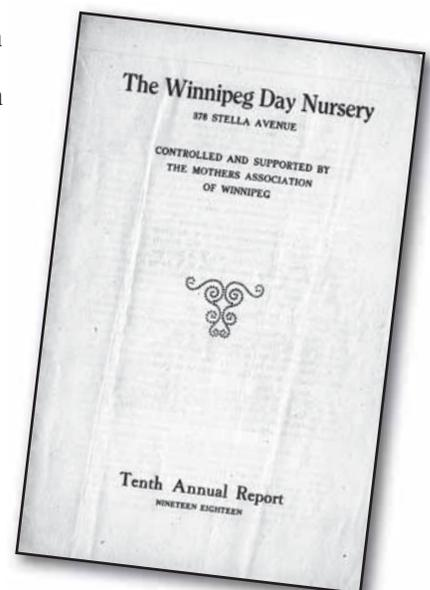 The Winnipeg Day Nursery
378 STELLA AVENUE
CONTROLLED AND SUPPORTED BY
THE MOTHERS ASSOCIATION
OF WINNIPEG
Tenth Annual Report
NINETEEN EIGHTEEN